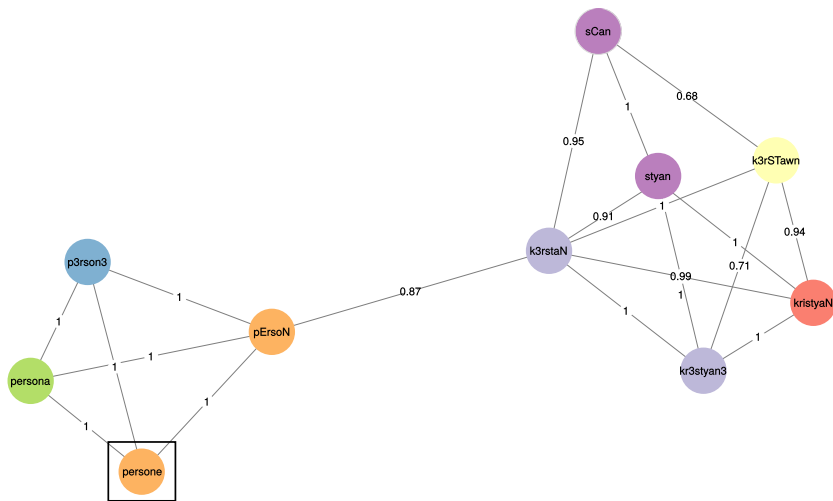 sCan
0.68
1
0.95
k3rSTawn
styan
1
0.91
0.94
1
k3rstaN
p3rson3
0.71
0.99
0.87
1
1
kristyaN
1
1
pErsoN
1
1
1
kr3styan3
persona
1
1
persone